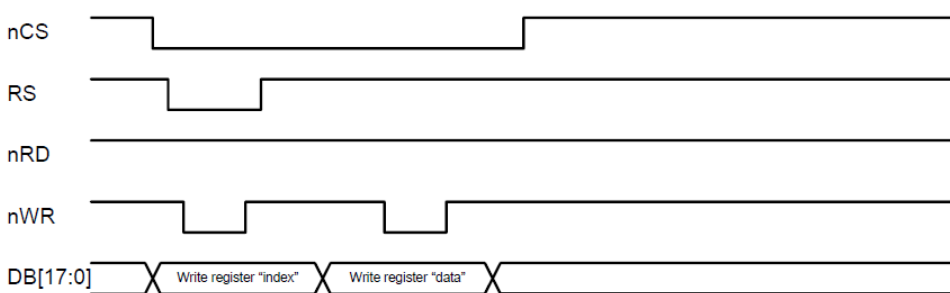 nCS
RS
nRD
nWR
DB[17:0] Write register “index” Write register “data”